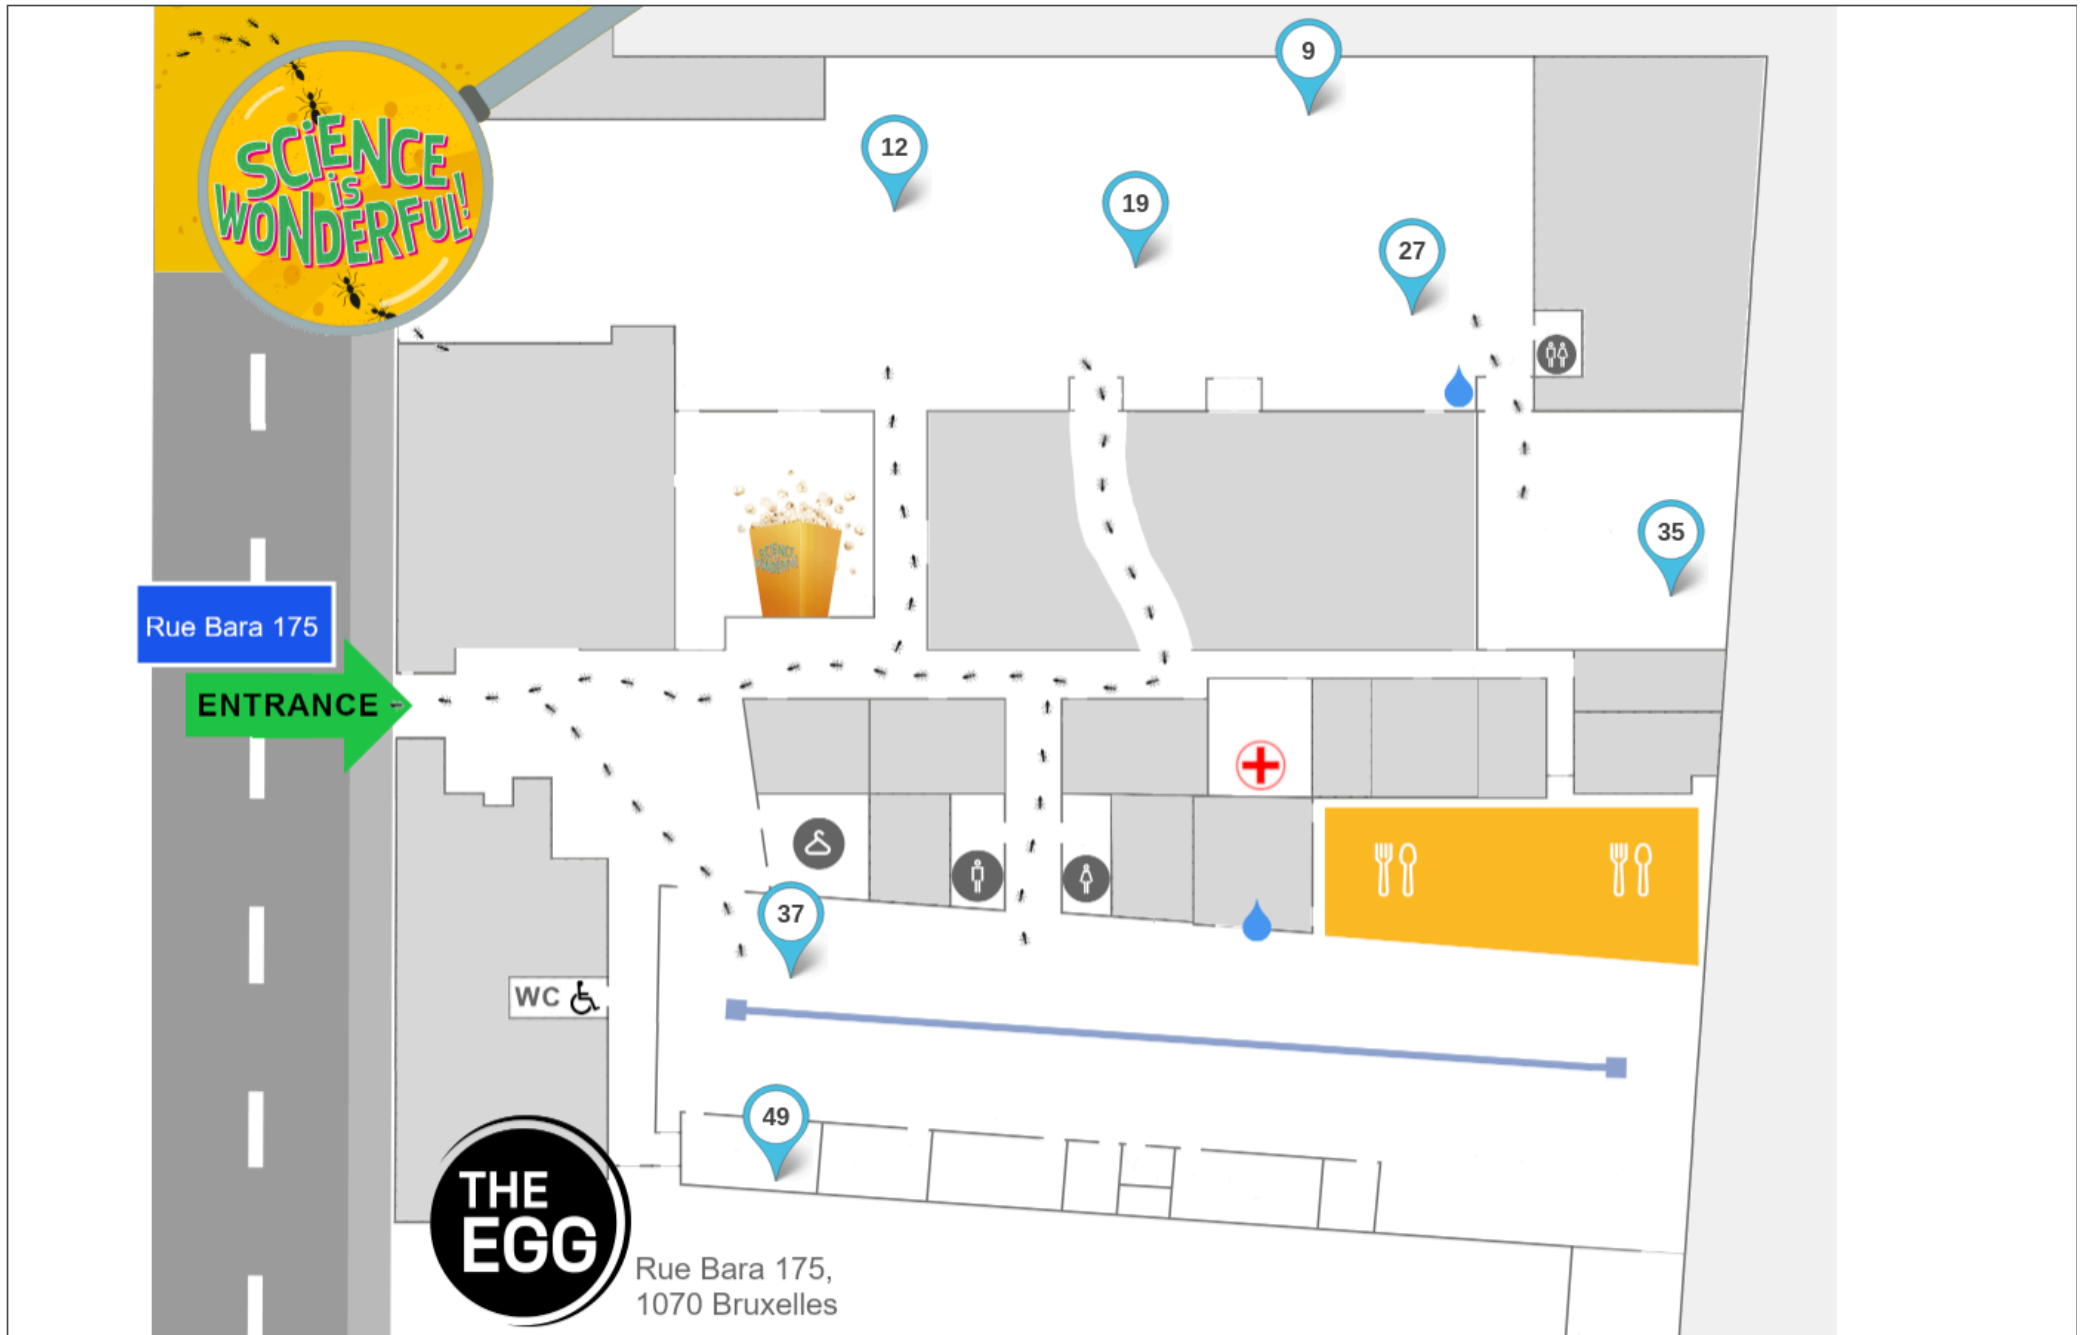 SCiENCE
is
WONDERFUL!
9
12
19
27
SCIENCE
35
Rue Bara 175
ENTRANCE
37
WC
49
THE
EGG
Rue Bara 175,
1070 Bruxelles